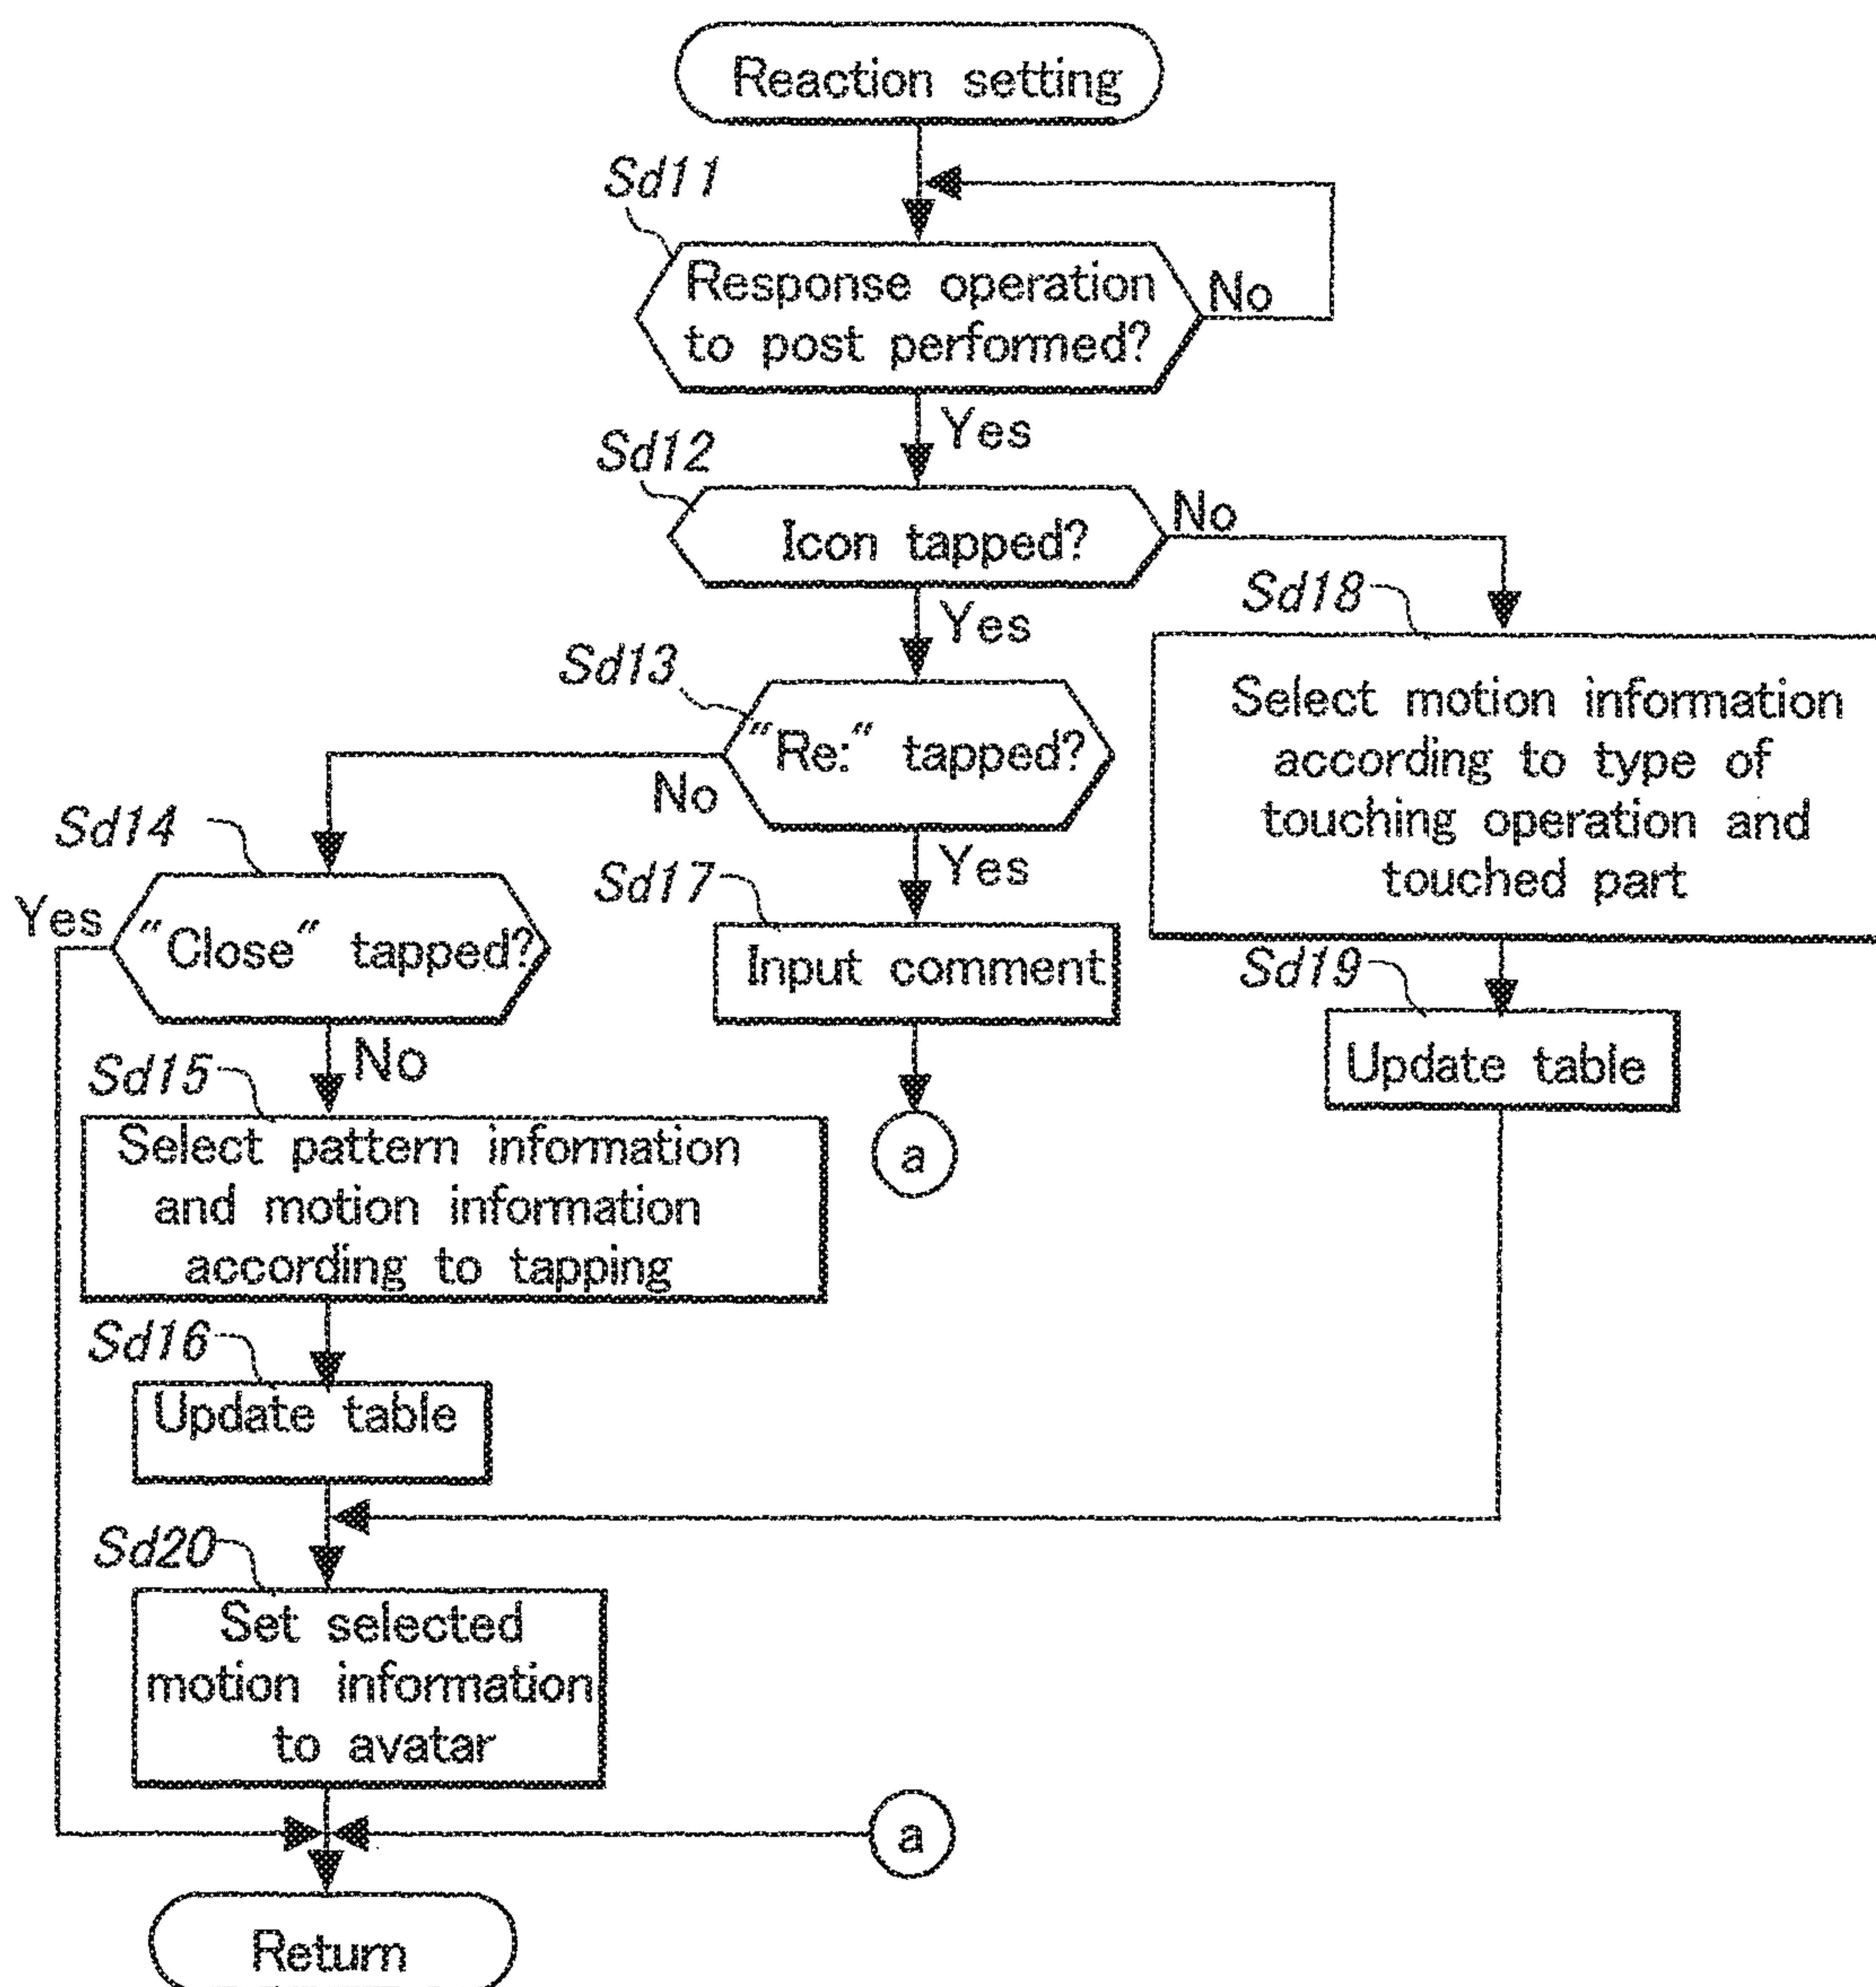 Reaction setting
Sd11
Response operation
to post performed?
No
Yes
Sd12
Icon tapped?
No
Yes
Sd18
Select motion information
according to type of
touching operation and
touched part
Sd13
"Re:" tapped?
No
Yes
Sd14
"Close" tapped?
Yes
No
Sd17
Input comment
a
Sd19
Update table
Sd15
Select pattern information
and motion information
according to tapping
Sd16
Update table
Sd20
Set selected
motion information
to avatar
a
Return